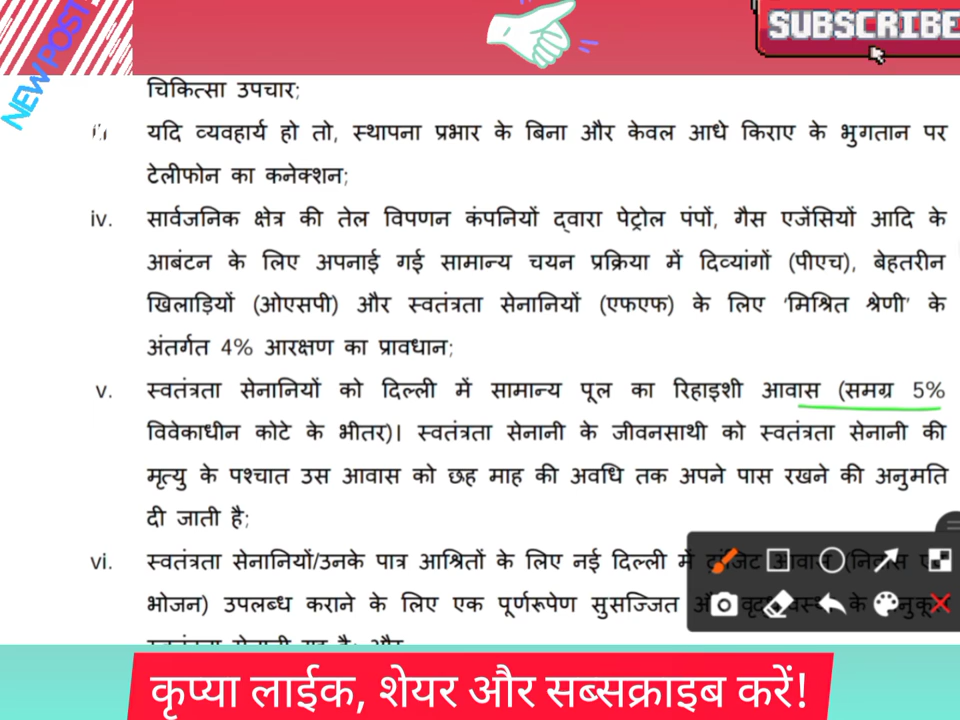 NEW POST
SUBSCRIBE
चिकित्सा उपचार;
यदि व्यवहार्य हो तो, स्थापना प्रभार के बिना और केवल आधे किराए के भुगतान पर
टेलीफोन का कनेक्शन;
iv. सार्वजनिक क्षेत्र की तेल विपणन कंपनियों द्वारा पेट्रोल पंपों, गैस एजेंसियों आदि के
आबंटन के लिए अपनाई गई सामान्य चयन प्रक्रिया में दिव्यांगों (पीएच), बेहतरीन
खिलाड़ियों (ओएसपी) और स्वतंत्रता सेनानियों (एफएफ) के लिए 'मिश्रित श्रेणी' के
अंतर्गत 4% आरक्षण का प्रावधान;
v. स्वतंत्रता सेनानियों को दिल्ली में सामान्य पूल का रिहाइशी आवास (समग्र 5%
विवेकाधीन कोटे के भीतर)। स्वतंत्रता सेनानी के जीवनसाथी को स्वतंत्रता सेनानी की
मृत्यु के पश्चात उस आवास को छह माह की अवधि तक अपने पास रखने की अनुमति
दी जाती है;
vi. स्वतंत्रता सेनानियों/उनके पात्र आश्रितों के लिए नई दिल्ली में आवास
भोजन) उपलब्ध कराने के लिए एक पूर्णरूपेण सुसज्जित के
कृप्या लाईक, शेयर और सब्सक्राइब करें!